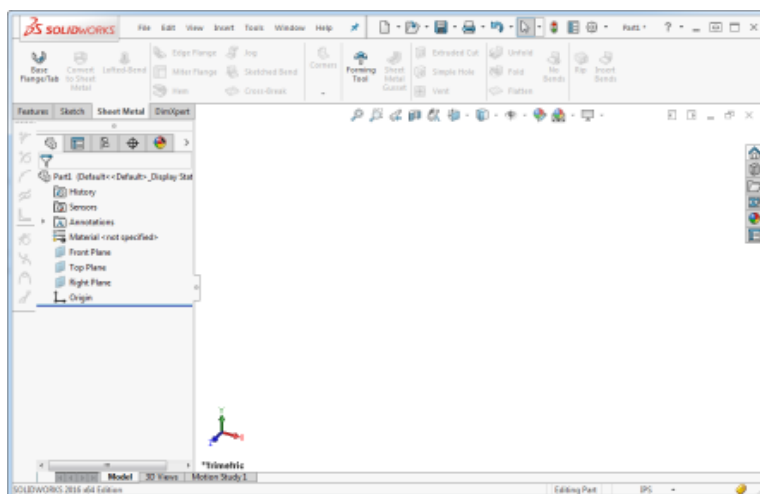 SOLIDWORKS File Edit View Insert Tools Window Help Part1 * ?
Base Flange/Tab
Convert to Sheet Metal
Lofted-Bend
Edge Flange
Miter Flange
Hem
Jog
Sketched Bend
Cross-Break
Corners
Forming Tool
Sheet Metal Gusset
Extruded Cut
Simple Hole
Vent
Unfold
Fold
Flatten
No Bends
Rip
Insert Bends
Features Sketch Sheet Metal DimXpert
Part1 (Default<<Default>_Display Stat
History
Sensors
Annotations
Material <not specified>
Front Plane
Top Plane
Right Plane
Origin
*Trimetric
Model 3D Views Motion Study 1
SOLIDWORKS 2016 x64 Edition Editing Part IPS